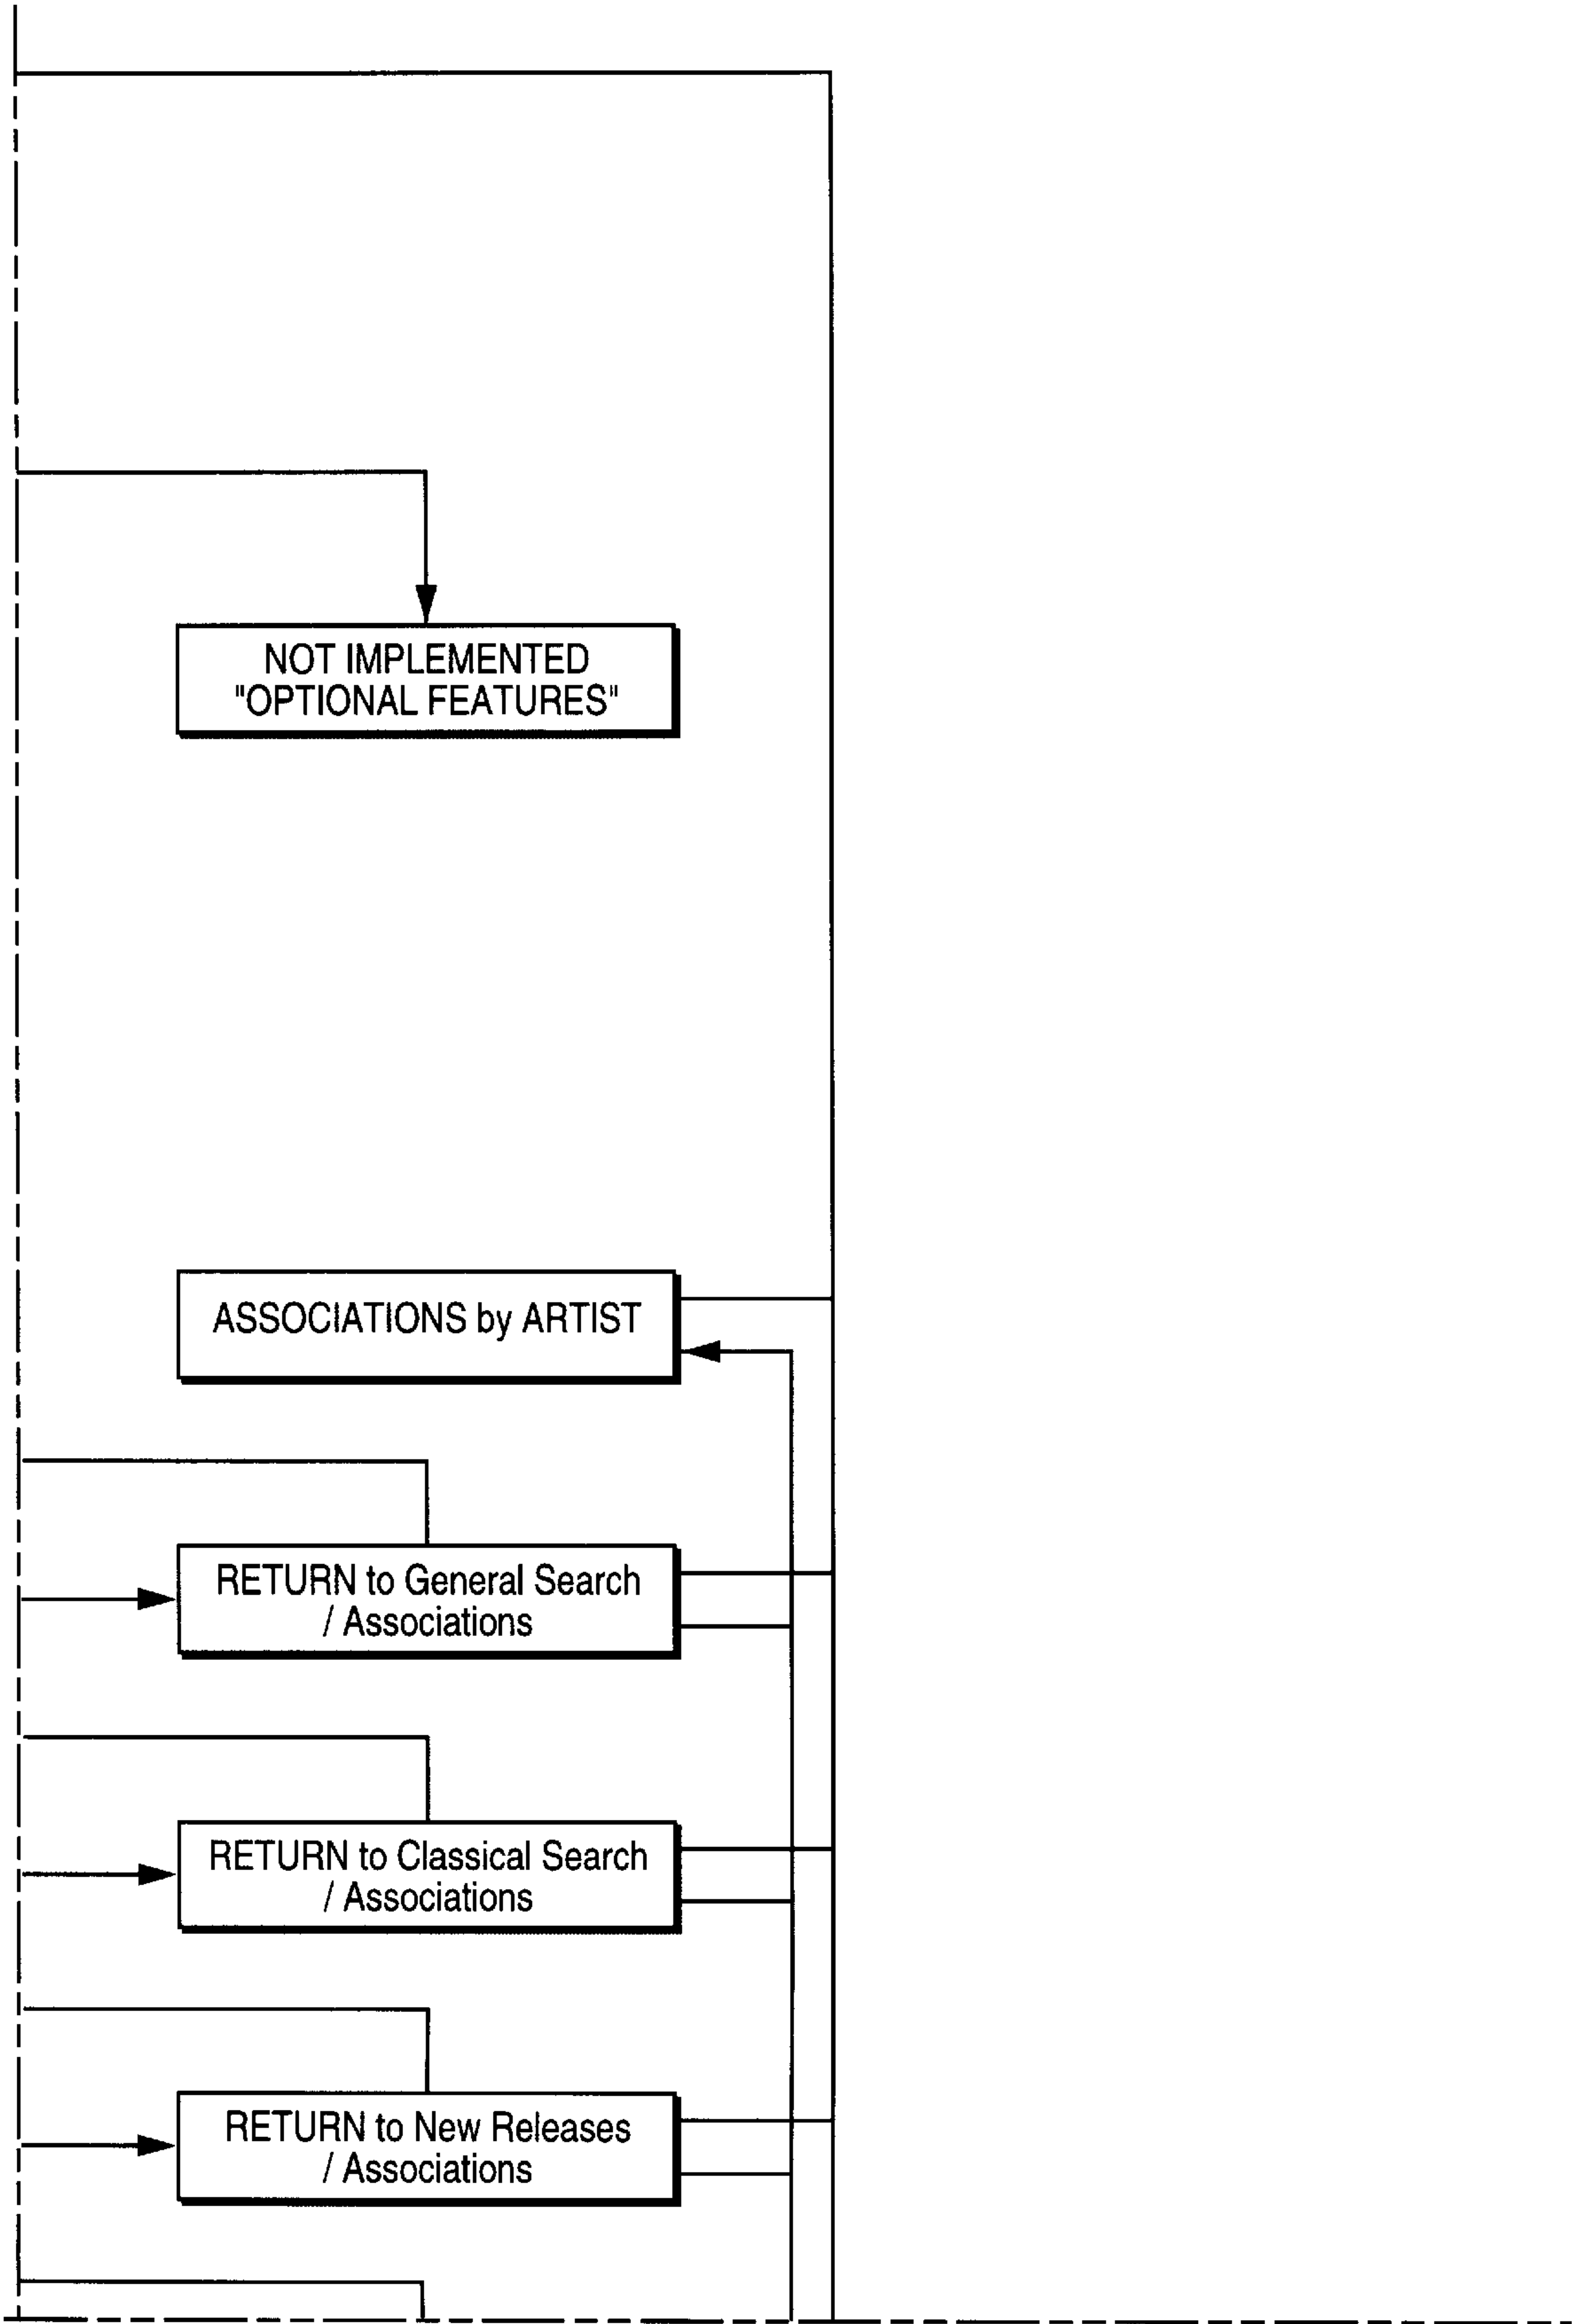 NOT IMPLEMENTED
"OPTIONAL FEATURES"
ASSOCIATIONS by ARTIST
RETURN to General Search
/ Associations
RETURN to Classical Search
/ Associations
RETURN to New Releases
/ Associations